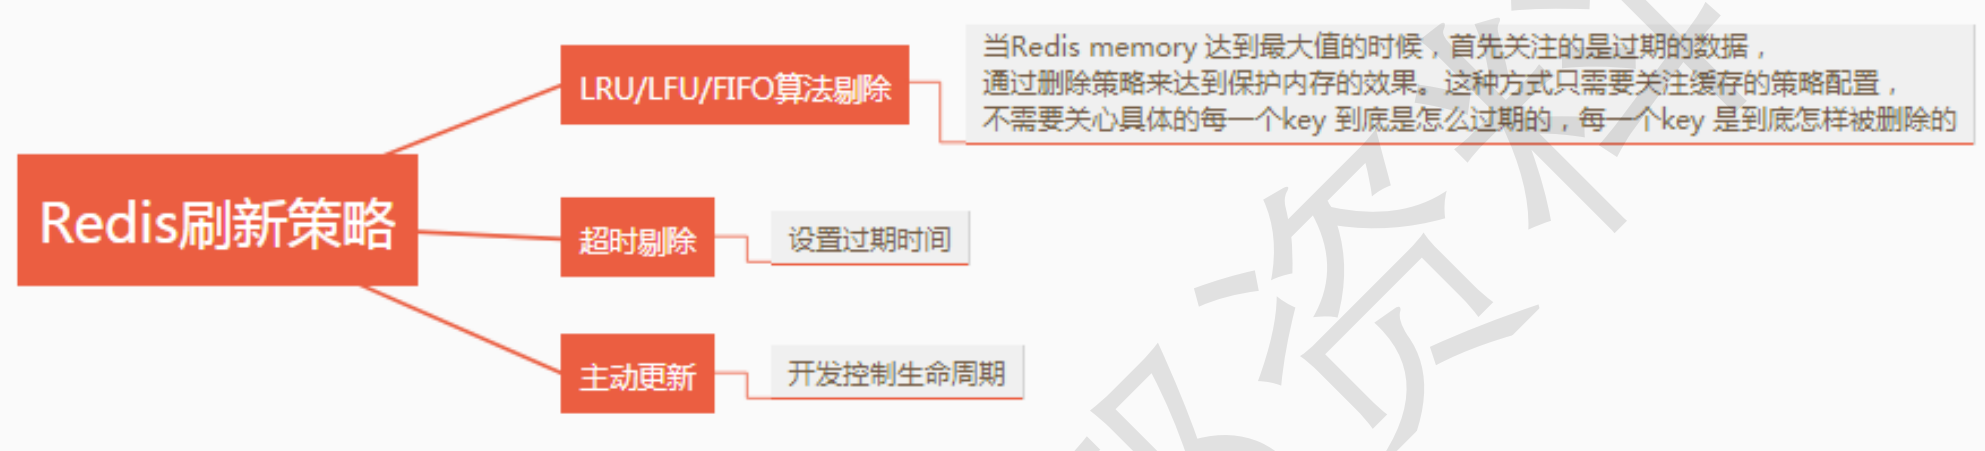 Redis刷新策略
LRU/LFU/FIFO算法剔除
当Redis memory 达到最大值的时候，首先关注的是过期的数据，
通过删除策略来达到保护内存的效果。这种方式只需要关注缓存的策略配置，
不需要关心具体的每一个key 到底是怎么过期的，每一个key 是到底怎样被删除的
超时剔除
设置过期时间
主动更新
开发控制生命周期
资料